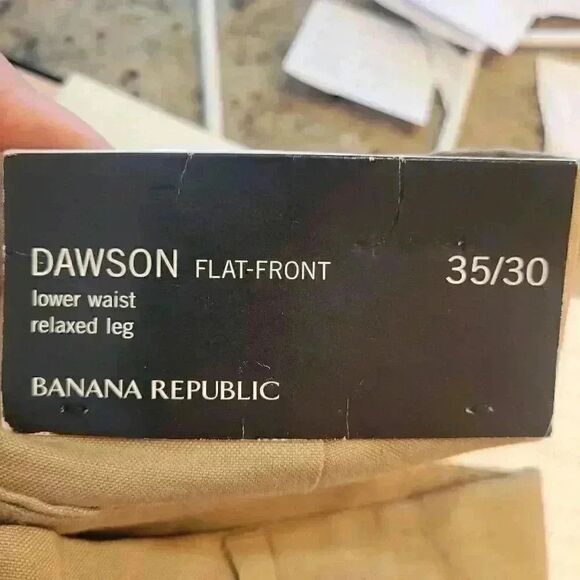 DAWSON FLAT-FRONT 35/30
lower waist
relaxed leg
BANANA REPUBLIC